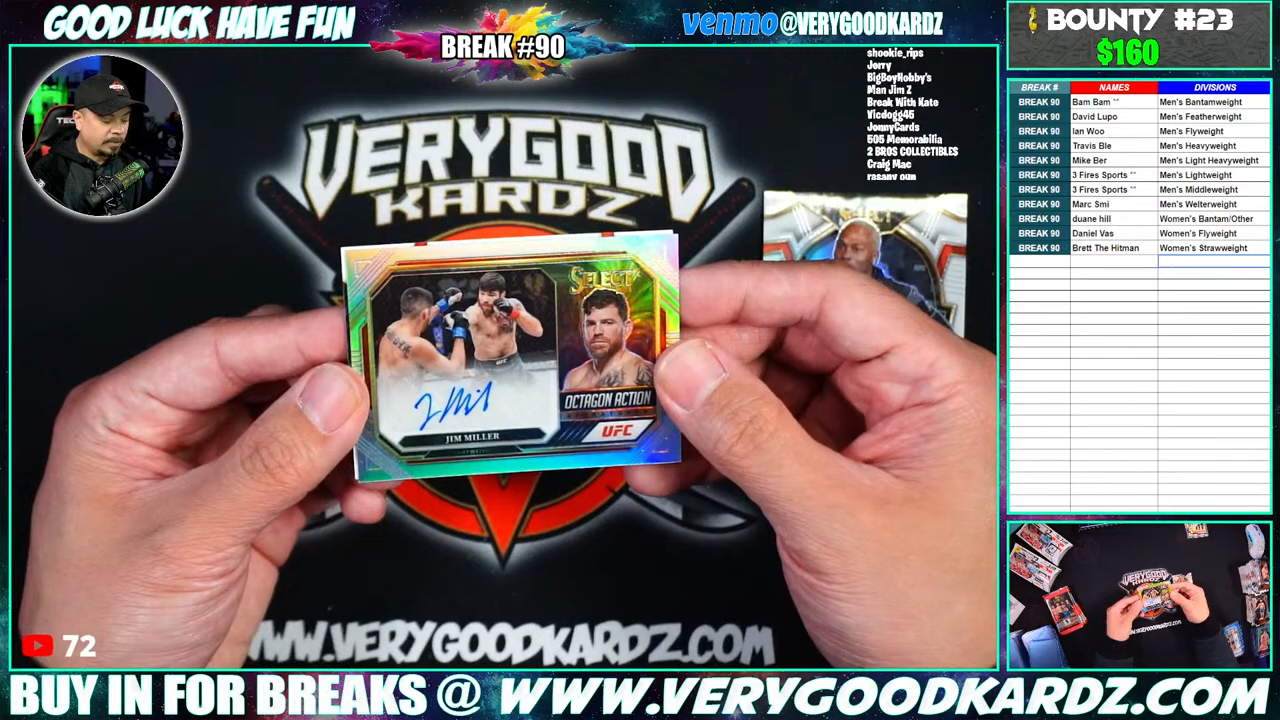 GOOD LUCK HAVE FUN
BREAK #90
venmo @VERYGOODKARDZ
BOUNTY #23
$160
shookie_rips
Jerry
BigBoyHobby's
Man Jim Z
Break With Kate
Vicdogg45
JonnyCards
505 Memorabilia
2 BROS COLLECTIBLES
Craig Mac
BREAK # NAMES DIVISIONS
BREAK 90 Bam Bam ** Men's Bantamweight
BREAK 90 David Lupo Men's Featherweight
BREAK 90 Ian Woo Men's Flyweight
BREAK 90 Travis Ble Men's Heavyweight
BREAK 90 Mike Ber Men's Light Heavyweight
BREAK 90 3 Fires Sports ** Men's Lightweight
BREAK 90 3 Fires Sports ** Men's Middleweight
BREAK 90 Marc Smi Men's Welterweight
BREAK 90 duane hill Women's Bantam/Other
BREAK 90 Daniel Vas Women's Flyweight
BREAK 90 Brett The Hitman Women's Strawweight
VERYGOOD
KARDZ
SELECT
SELECT
OCTAGON ACTION
UFC
JIM MILLER
72
WWW.VERYGOODKARDZ.COM
VERYGOOD
KARDZ
BUY IN FOR BREAKS @ WWW.VERYGOODKARDZ.COM